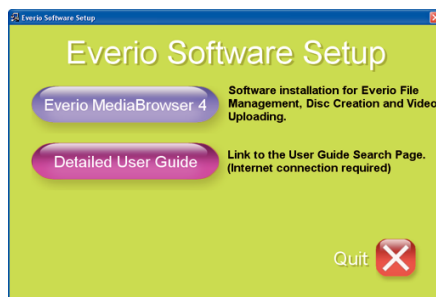 Everio Software Setup
Everio Software Setup
Everio MediaBrowser 4
Software installation for Everio File
Management, Disc Creation and Video
Uploading.
Detailed User Guide
Link to the User Guide Search Page.
(Internet connection required)
Quit